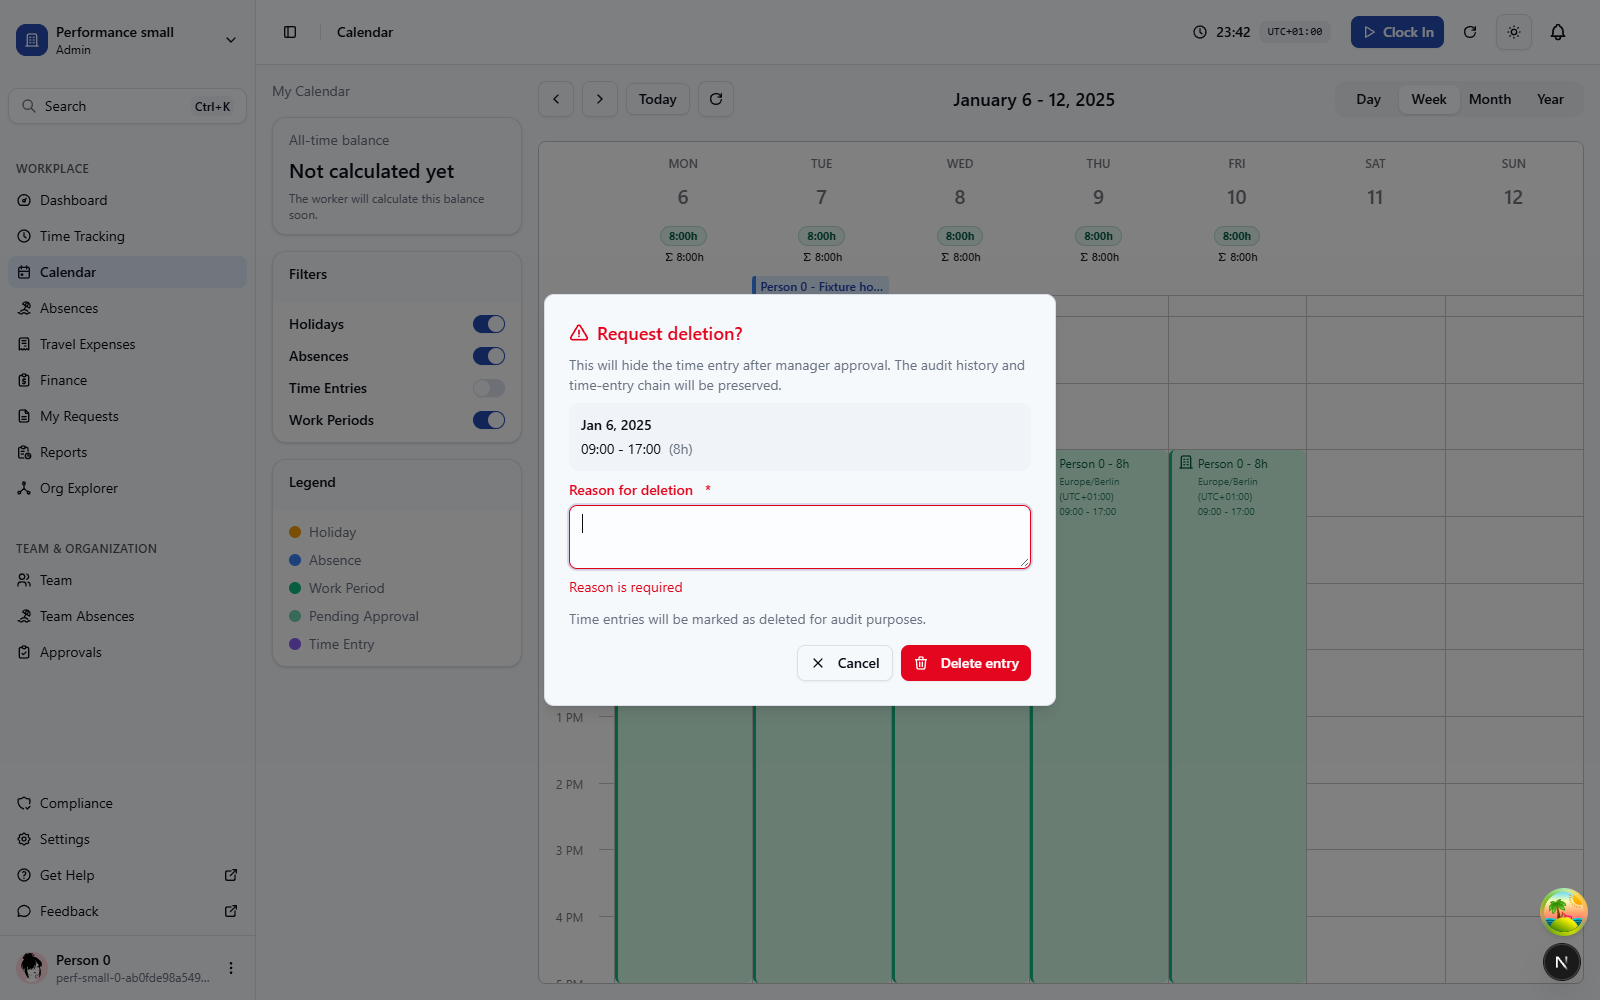 Performance small
Admin
Search
Ctrl+K
WORKPLACE
Dashboard
Time Tracking
Calendar
Absences
Travel Expenses
Finance
My Requests
Reports
Org Explorer
TEAM & ORGANIZATION
Team
Team Absences
Approvals
Compliance
Settings
Get Help
Feedback
Person 0
perf-small-0-ab0fde98a549...
Calendar
23:42
UTC+01:00
Clock In
My Calendar
All-time balance
Not calculated yet
The worker will calculate this balance
soon.
Filters
Holidays
Absences
Time Entries
Work Periods
Legend
Holiday
Absence
Work Period
Pending Approval
Time Entry
Today
January 6 - 12, 2025
Day
Week
Month
Year
MON
TUE
WED
THU
FRI
SAT
SUN
6
7
8
9
10
11
12
8:00h
8:00h
8:00h
8:00h
8:00h
Σ 8:00h
Σ 8:00h
Σ 8:00h
Σ 8:00h
Σ 8:00h
Person 0 - Fixture ho...
Person 0 - 8h
Europe/Berlin
(UTC+01:00)
09:00 - 17:00
Person 0 - 8h
Europe/Berlin
(UTC+01:00)
09:00 - 17:00
1 PM
2 PM
3 PM
4 PM
5 PM
Request deletion?
This will hide the time entry after manager approval. The audit history and
time-entry chain will be preserved.
Jan 6, 2025
09:00 - 17:00 (8h)
Reason for deletion *
Reason is required
Time entries will be marked as deleted for audit purposes.
Cancel
Delete entry
N